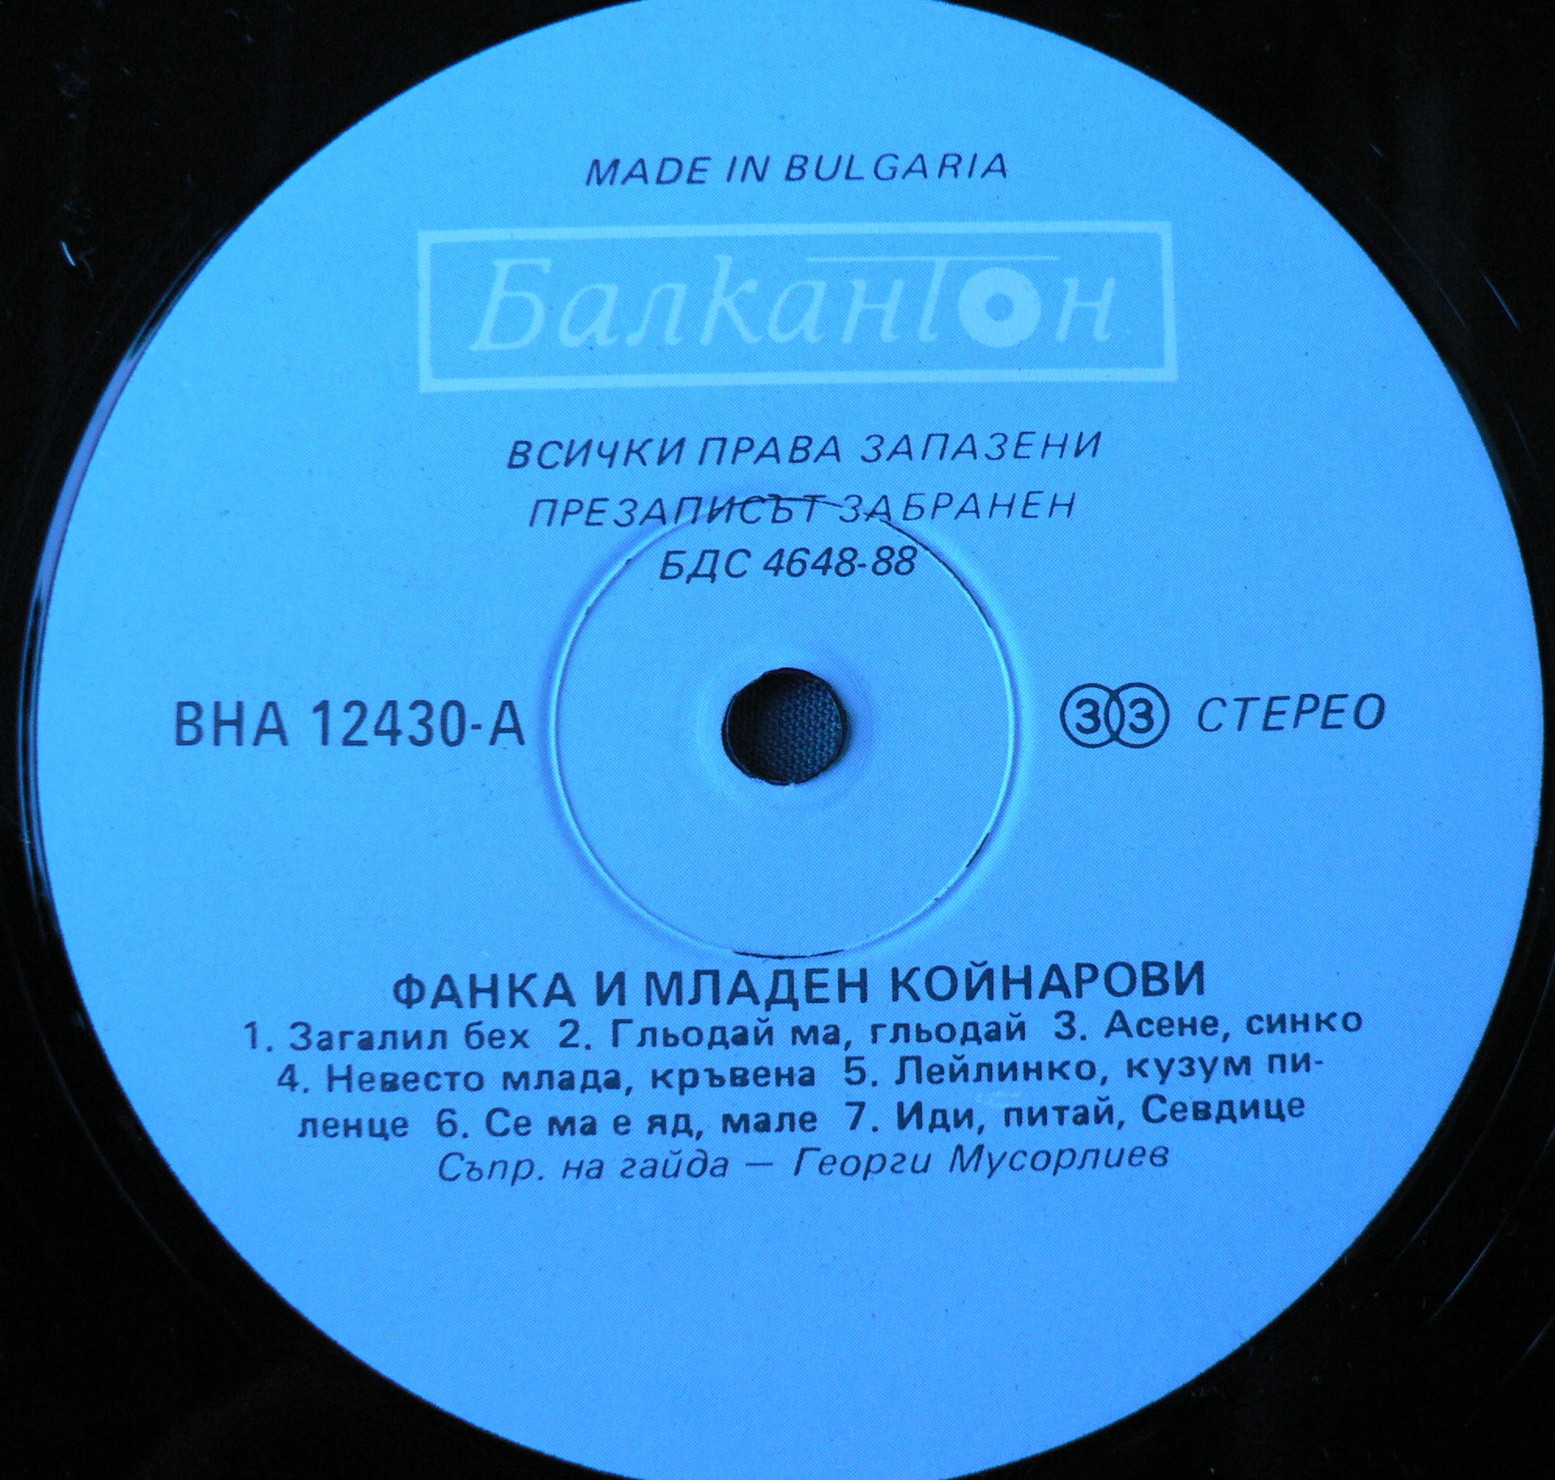 MADE IN BULGARIA
Балкантон
ВСИЧКИ ПРАВА ЗАПАЗЕНИ
ПРЕЗАПИСЪТ ЗАБРАНЕН
БДС 4648-88
ВНА 12430-А
33 СТЕРЕО
ФАНКА И МЛАДЕН КОЙНАРОВИ
1. Загалил бех 2. Гльодай ма, гльодай 3. Асене, синко
4. Невесто млада, кръвена 5. Лейлинко, кузум пи-
ленце 6. Се ма е яд, мале 7. Иди, питай, Севдице
Съпр. на гайда — Георги Мусорлиев